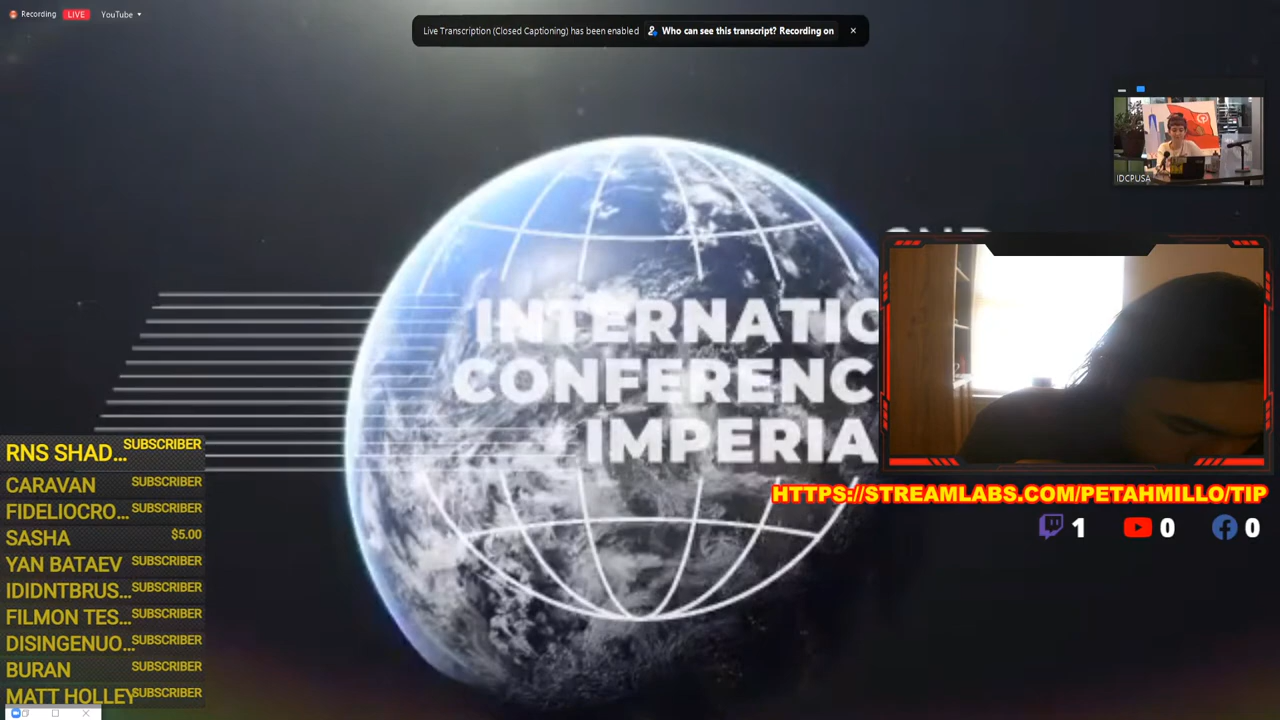 Recording LIVE YouTube
Live Transcription (Closed Captioning) has been enabled Who can see this transcript? Recording on
IDCPUSA
INTERNATIO
CONFERENC
IMPERIA
HTTPS://STREAMLABS.COM/PETAHMILLO/TIP
1 0 0
RNS SHAD... SUBSCRIBER
CARAVAN SUBSCRIBER
FIDELIOCRO... SUBSCRIBER
SASHA $5.00
YAN BATAEV SUBSCRIBER
IDIDNTBRUS... SUBSCRIBER
FILMON TES... SUBSCRIBER
DISINGENUO... SUBSCRIBER
BURAN SUBSCRIBER
MATT HOLLEY SUBSCRIBER